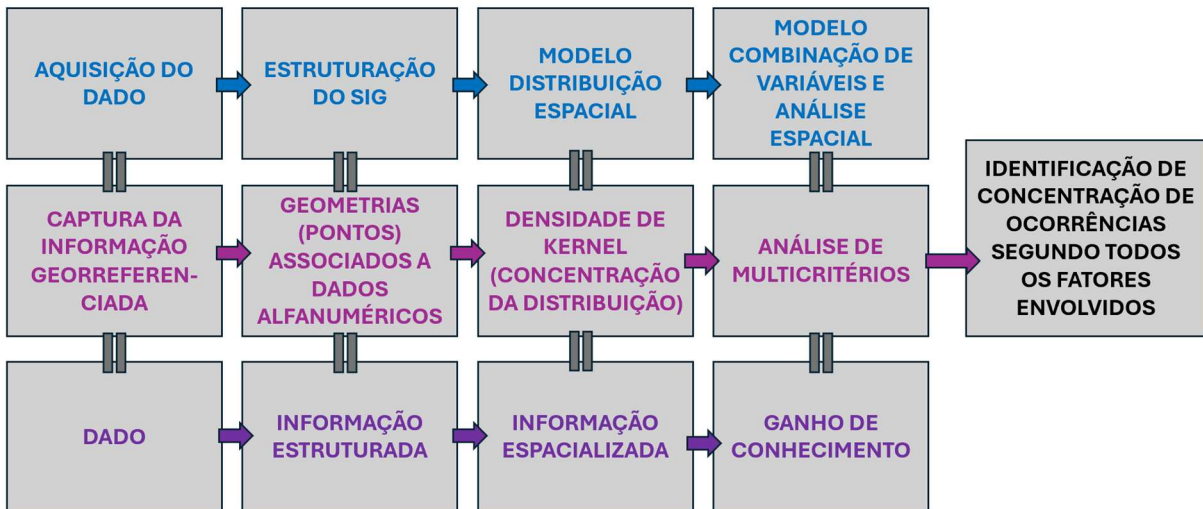 AQUISIÇÃO DO
DADO
ESTRUTURAÇÃO
DO SIG
MODELO
DISTRIBUIÇÃO
ESPACIAL
MODELO
COMBINAÇÃO DE
VARIÁVEIS E
ANÁLISE
ESPACIAL
CAPTURA DA
INFORMAÇÃO
GEORREFEREN-
CIADA
GEOMETRIAS
(PONTOS)
ASSOCIADOS A
DADOS
ALFANUMÉRICOS
DENSIDADE DE
KERNEL
(CONCENTRAÇÃO
DA DISTRIBUIÇÃO)
ANÁLISE DE
MULTICRITÉRIOS
IDENTIFICAÇÃO DE
CONCENTRAÇÃO DE
OCORRÊNCIAS
SEGUNDO TODOS
OS FATORES
ENVOLVIDOS
DADO
INFORMAÇÃO
ESTRUTURADA
INFORMAÇÃO
ESPACIALIZADA
GANHO DE
CONHECIMENTO